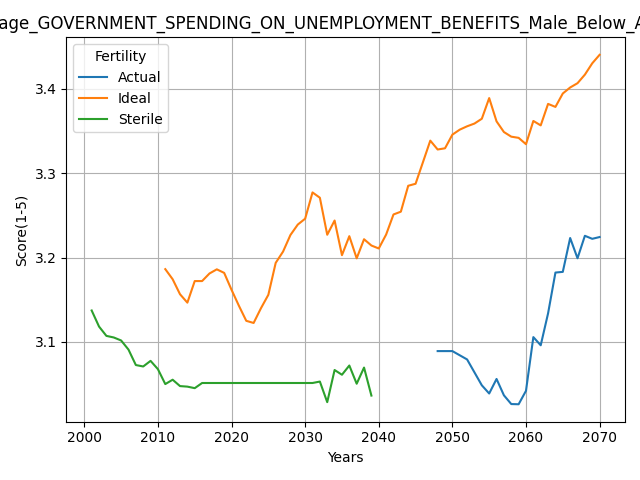 age_GOVERNMENT_SPENDING_ON_UNEMPLOYMENT_BENEFITS_Male_Below_A
Fertility
Actual
Ideal
Sterile
Score(1-5)
3.4
3.3
3.2
3.1
2000 2010 2020 2030 2040 2050 2060 2070
Years